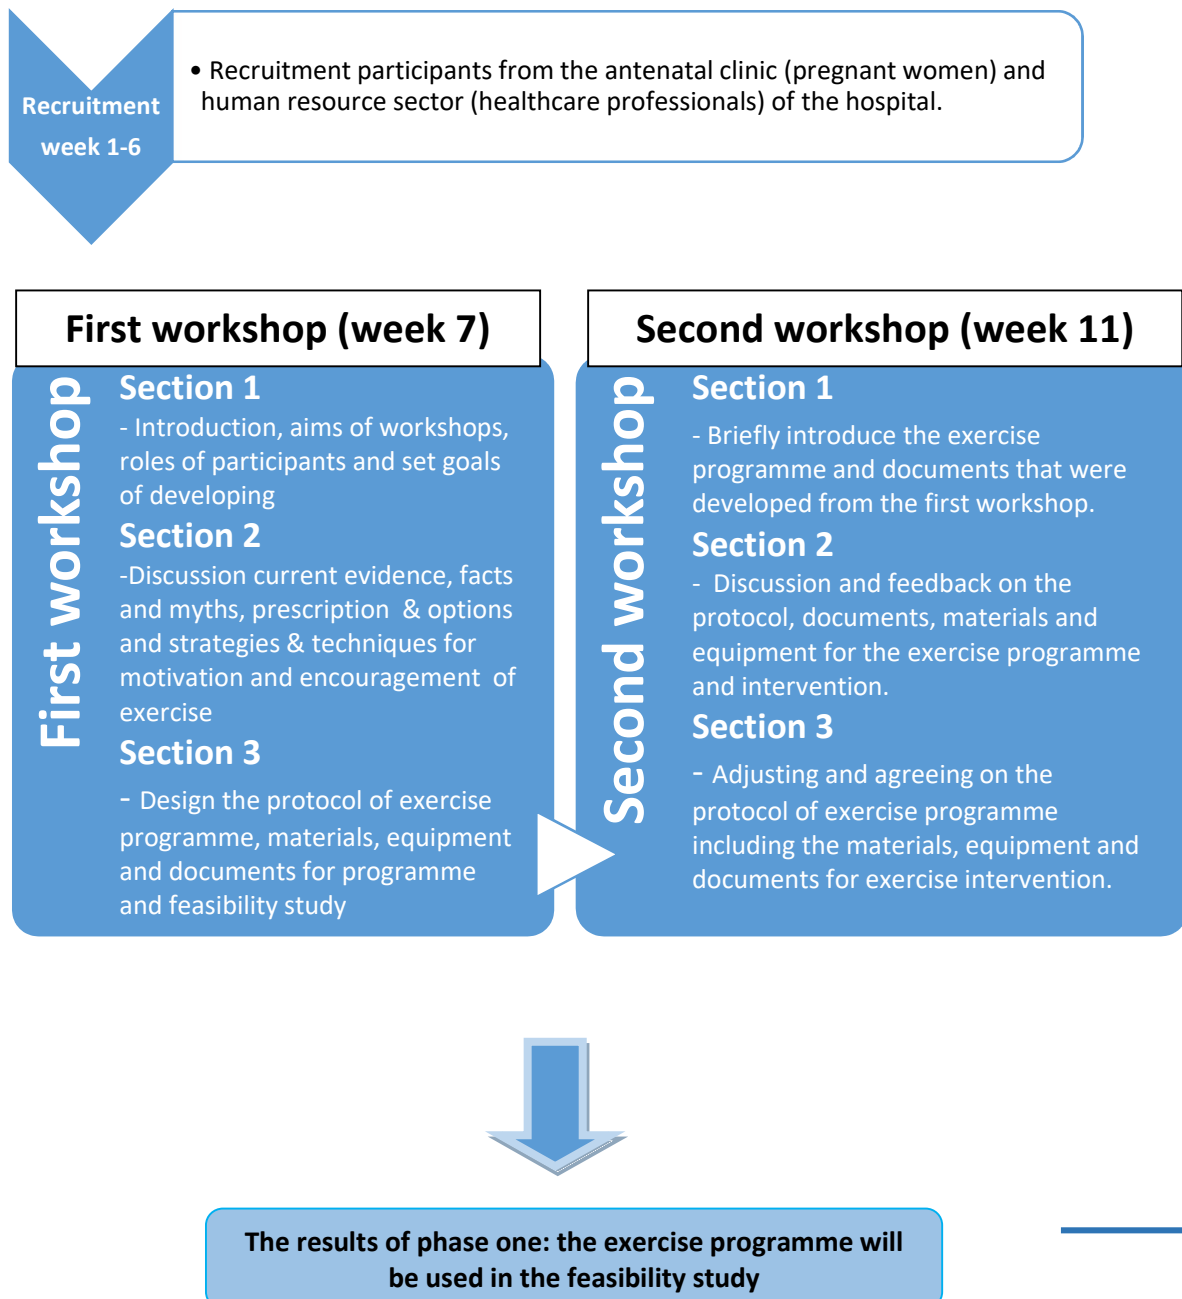 Recruitment
week 1-6
• Recruitment participants from the antenatal clinic (pregnant women) and
human resource sector (healthcare professionals) of the hospital.
First workshop (week 7)
First workshop
Section 1
- Introduction, aims of workshops,
roles of participants and set goals
of developing
Section 2
-Discussion current evidence, facts
and myths, prescription & options
and strategies & techniques for
motivation and encouragement of
exercise
Section 3
- Design the protocol of exercise
programme, materials, equipment
and documents for programme
and feasibility study
Second workshop (week 11)
Second workshop
Section 1
- Briefly introduce the exercise
programme and documents that were
developed from the first workshop.
Section 2
- Discussion and feedback on the
protocol, documents, materials and
equipment for the exercise programme
and intervention.
Section 3
- Adjusting and agreeing on the
protocol of exercise programme
including the materials, equipment and
documents for exercise intervention.
The results of phase one: the exercise programme will
be used in the feasibility study